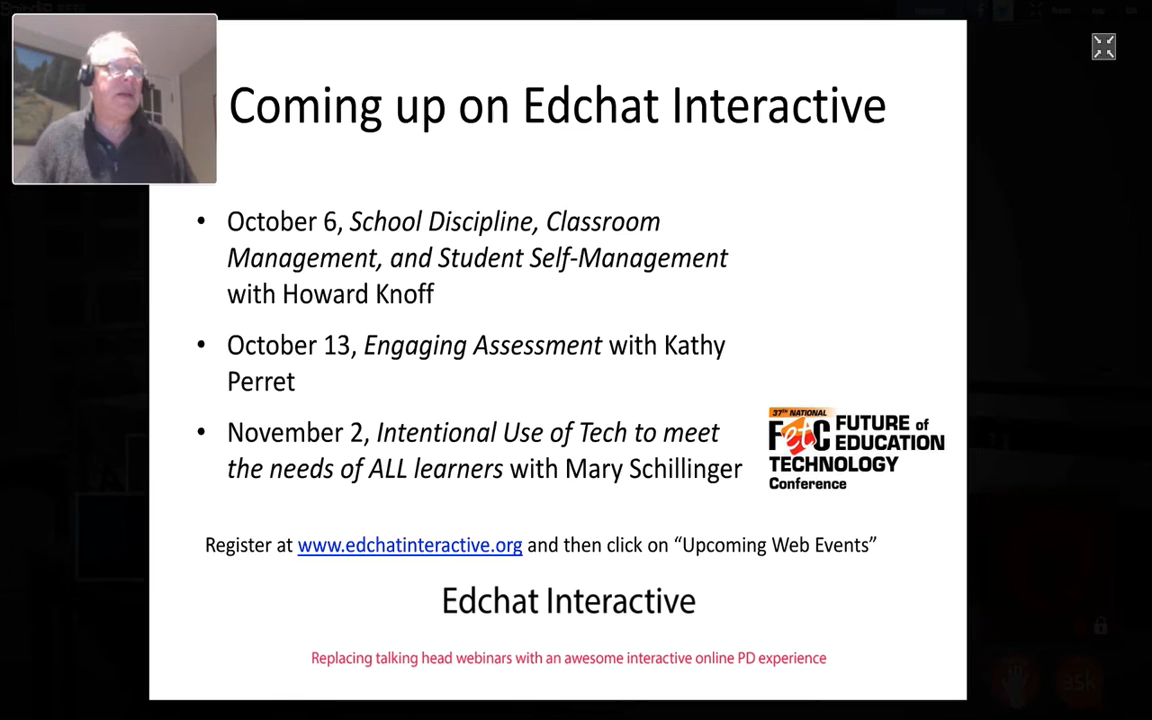 Coming up on Edchat Interactive
• October 6, School Discipline, Classroom
Management, and Student Self-Management
with Howard Knoff
• October 13, Engaging Assessment with Kathy
Perret
• November 2, Intentional Use of Tech to meet
the needs of ALL learners with Mary Schillinger
37TH NATIONAL
FETC FUTURE of
EDUCATION
TECHNOLOGY
Conference
Register at www.edchatinteractive.org and then click on “Upcoming Web Events”
Edchat Interactive
Replacing talking head webinars with an awesome interactive online PD experience
ask